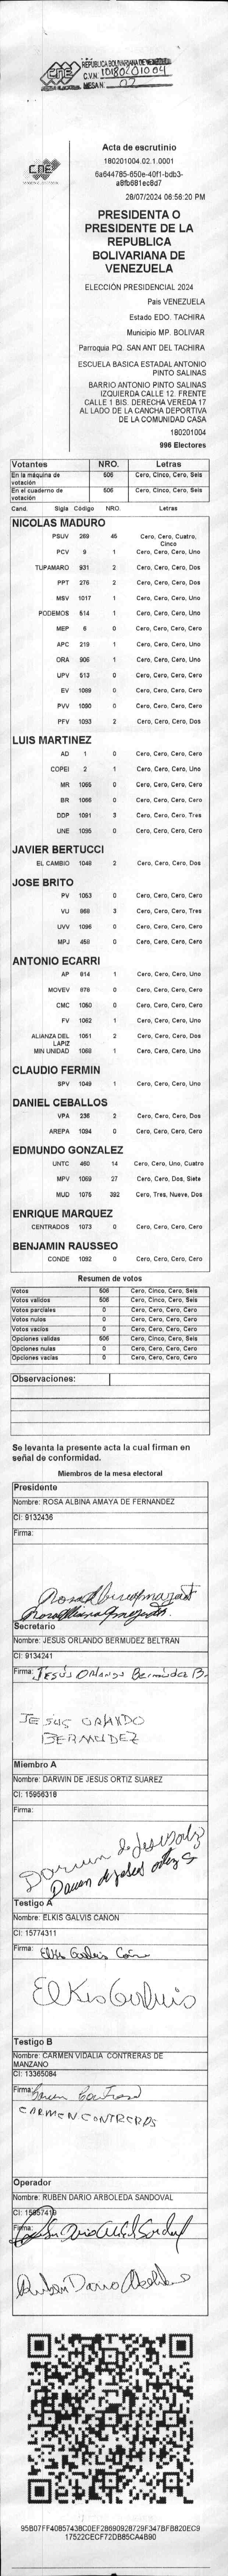 CNE
REPÚBLICA BOLIVARIANA DE VENEZUELA
C.V.N. 180201004
MESA N. 02
CNE
Acta de escrutinio
180201004.02.1.0001
6a644785-650e-40f1-bdb3-
a8fb681ec8d7
28/07/2024 06:56:20 PM
PRESIDENTA O
PRESIDENTE DE LA
REPUBLICA
BOLIVARIANA DE
VENEZUELA
ELECCIÓN PRESIDENCIAL 2024
Pais VENEZUELA
Estado EDO. TACHIRA
Municipio MP. BOLIVAR
Parroquia PQ. SAN ANT DEL TACHIRA
ESCUELA BASICA ESTADAL ANTONIO
PINTO SALINAS
BARRIO ANTONIO PINTO SALINAS
IZQUIERDA CALLE 12. FRENTE
CALLE 1 BIS. DERECHA VEREDA 17
AL LADO DE LA CANCHA DEPORTIVA
DE LA COMUNIDAD CASA
180201004
996 Electores
Votantes NRO. Letras
En la máquina de votación 506 Cero, Cinco, Cero, Seis
En el cuaderno de votación 506 Cero, Cinco, Cero, Seis
Cand. Sigla Código NRO. Letras
NICOLAS MADURO
PSUV 269 45 Cero, Cero, Cuatro, Cinco
PCV 9 1 Cero, Cero, Cero, Uno
TUPAMARO 931 2 Cero, Cero, Cero, Dos
PPT 276 2 Cero, Cero, Cero, Dos
MSV 1017 1 Cero, Cero, Cero, Uno
PODEMOS 514 1 Cero, Cero, Cero, Uno
MEP 6 0 Cero, Cero, Cero, Cero
APC 219 1 Cero, Cero, Cero, Uno
ORA 906 1 Cero, Cero, Cero, Uno
UPV 513 0 Cero, Cero, Cero, Cero
EV 1089 0 Cero, Cero, Cero, Cero
PVV 1090 0 Cero, Cero, Cero, Cero
PFV 1093 2 Cero, Cero, Cero, Dos
LUIS MARTINEZ
AD 1 0 Cero, Cero, Cero, Cero
COPEI 2 1 Cero, Cero, Cero, Uno
MR 1065 0 Cero, Cero, Cero, Cero
BR 1066 0 Cero, Cero, Cero, Cero
DDP 1091 3 Cero, Cero, Cero, Tres
UNE 1095 0 Cero, Cero, Cero, Cero
JAVIER BERTUCCI
EL CAMBIO 1048 2 Cero, Cero, Cero, Dos
JOSE BRITO
PV 1053 0 Cero, Cero, Cero, Cero
VU 868 3 Cero, Cero, Cero, Tres
UVV 1096 0 Cero, Cero, Cero, Cero
MPJ 458 0 Cero, Cero, Cero, Cero
ANTONIO ECARRI
AP 814 1 Cero, Cero, Cero, Uno
MOVEV 978 0 Cero, Cero, Cero, Cero
CMC 1050 0 Cero, Cero, Cero, Cero
FV 1062 1 Cero, Cero, Cero, Uno
ALIANZA DEL LAPIZ 1051 2 Cero, Cero, Cero, Dos
MIN UNIDAD 1068 1 Cero, Cero, Cero, Uno
CLAUDIO FERMIN
SPV 1049 1 Cero, Cero, Cero, Uno
DANIEL CEBALLOS
VPA 236 2 Cero, Cero, Cero, Dos
AREPA 1094 0 Cero, Cero, Cero, Cero
EDMUNDO GONZALEZ
UNTC 460 14 Cero, Cero, Uno, Cuatro
MPV 1069 27 Cero, Cero, Dos, Siete
MUD 1075 392 Cero, Tres, Nueve, Dos
ENRIQUE MARQUEZ
CENTRADOS 1073 0 Cero, Cero, Cero, Cero
BENJAMIN RAUSSEO
CONDE 1092 0 Cero, Cero, Cero, Cero
Resumen de votos
Votos 506 Cero, Cinco, Cero, Seis
Votos validos 506 Cero, Cinco, Cero, Seis
Votos parciales 0 Cero, Cero, Cero, Cero
Votos nulos 0 Cero, Cero, Cero, Cero
Votos vacios 0 Cero, Cero, Cero, Cero
Opciones validas 506 Cero, Cinco, Cero, Seis
Opciones nulas 0 Cero, Cero, Cero, Cero
Opciones vacias 0 Cero, Cero, Cero, Cero
Observaciones:
Se levanta la presente acta la cual firman en
señal de conformidad.
Miembros de la mesa electoral
Presidente
Nombre: ROSA ALBINA AMAYA DE FERNANDEZ
CI: 9132436
Firma:
Secretario
Nombre: JESUS ORLANDO BERMUDEZ BELTRAN
CI: 9134241
Firma: Jesus Orlando Bermudez B.
JESUS ORLANDO
BERMUDEZ
Miembro A
Nombre: DARWIN DE JESUS ORTIZ SUAREZ
CI: 15956318
Firma:
Darwin de Jesus Ortiz
Darwin de jesus ortiz S
Testigo A
Nombre: ELKIS GALVIS CAÑON
CI: 15774311
Firma: Elkis Galvis Cañon
Elkis Galvis
Testigo B
Nombre: CARMEN VIDALIA CONTRERAS DE
MANZANO
CI: 13365084
Firma: Carmen Contreras
CARMEN CONTRERAS
Operador
Nombre: RUBEN DARIO ARBOLEDA SANDOVAL
CI: 15957419
Firma:
Ruben Dario Arboleda
95B07FF40857438C0EF28690928729F347BFB820EC9
17522CECF72DB85CA4B90